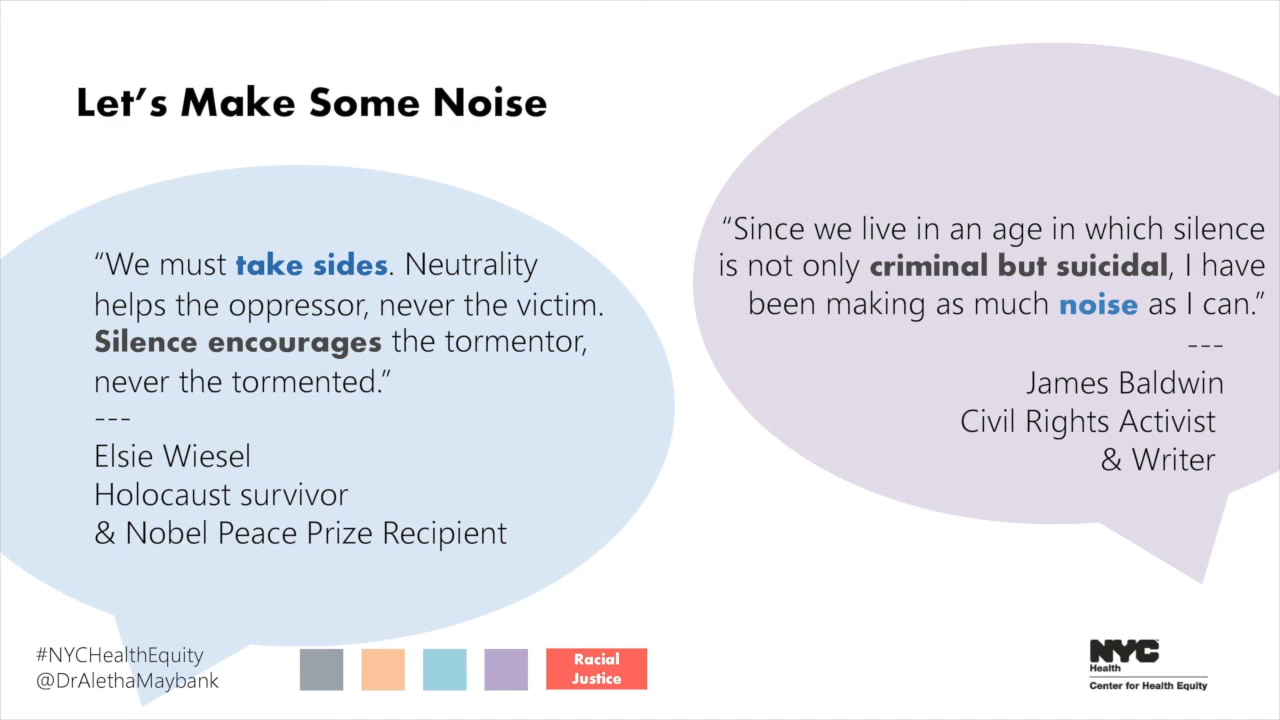 Let’s Make Some Noise
“We must take sides. Neutrality
helps the oppressor, never the victim.
Silence encourages the tormentor,
never the tormented.”
---
Elsie Wiesel
Holocaust survivor
& Nobel Peace Prize Recipient
“Since we live in an age in which silence
is not only criminal but suicidal, I have
been making as much noise as I can.”
---
James Baldwin
Civil Rights Activist
& Writer
#NYCHealthEquity
@DrAlethaMaybank
Racial
Justice
NYC
Health
Center for Health Equity